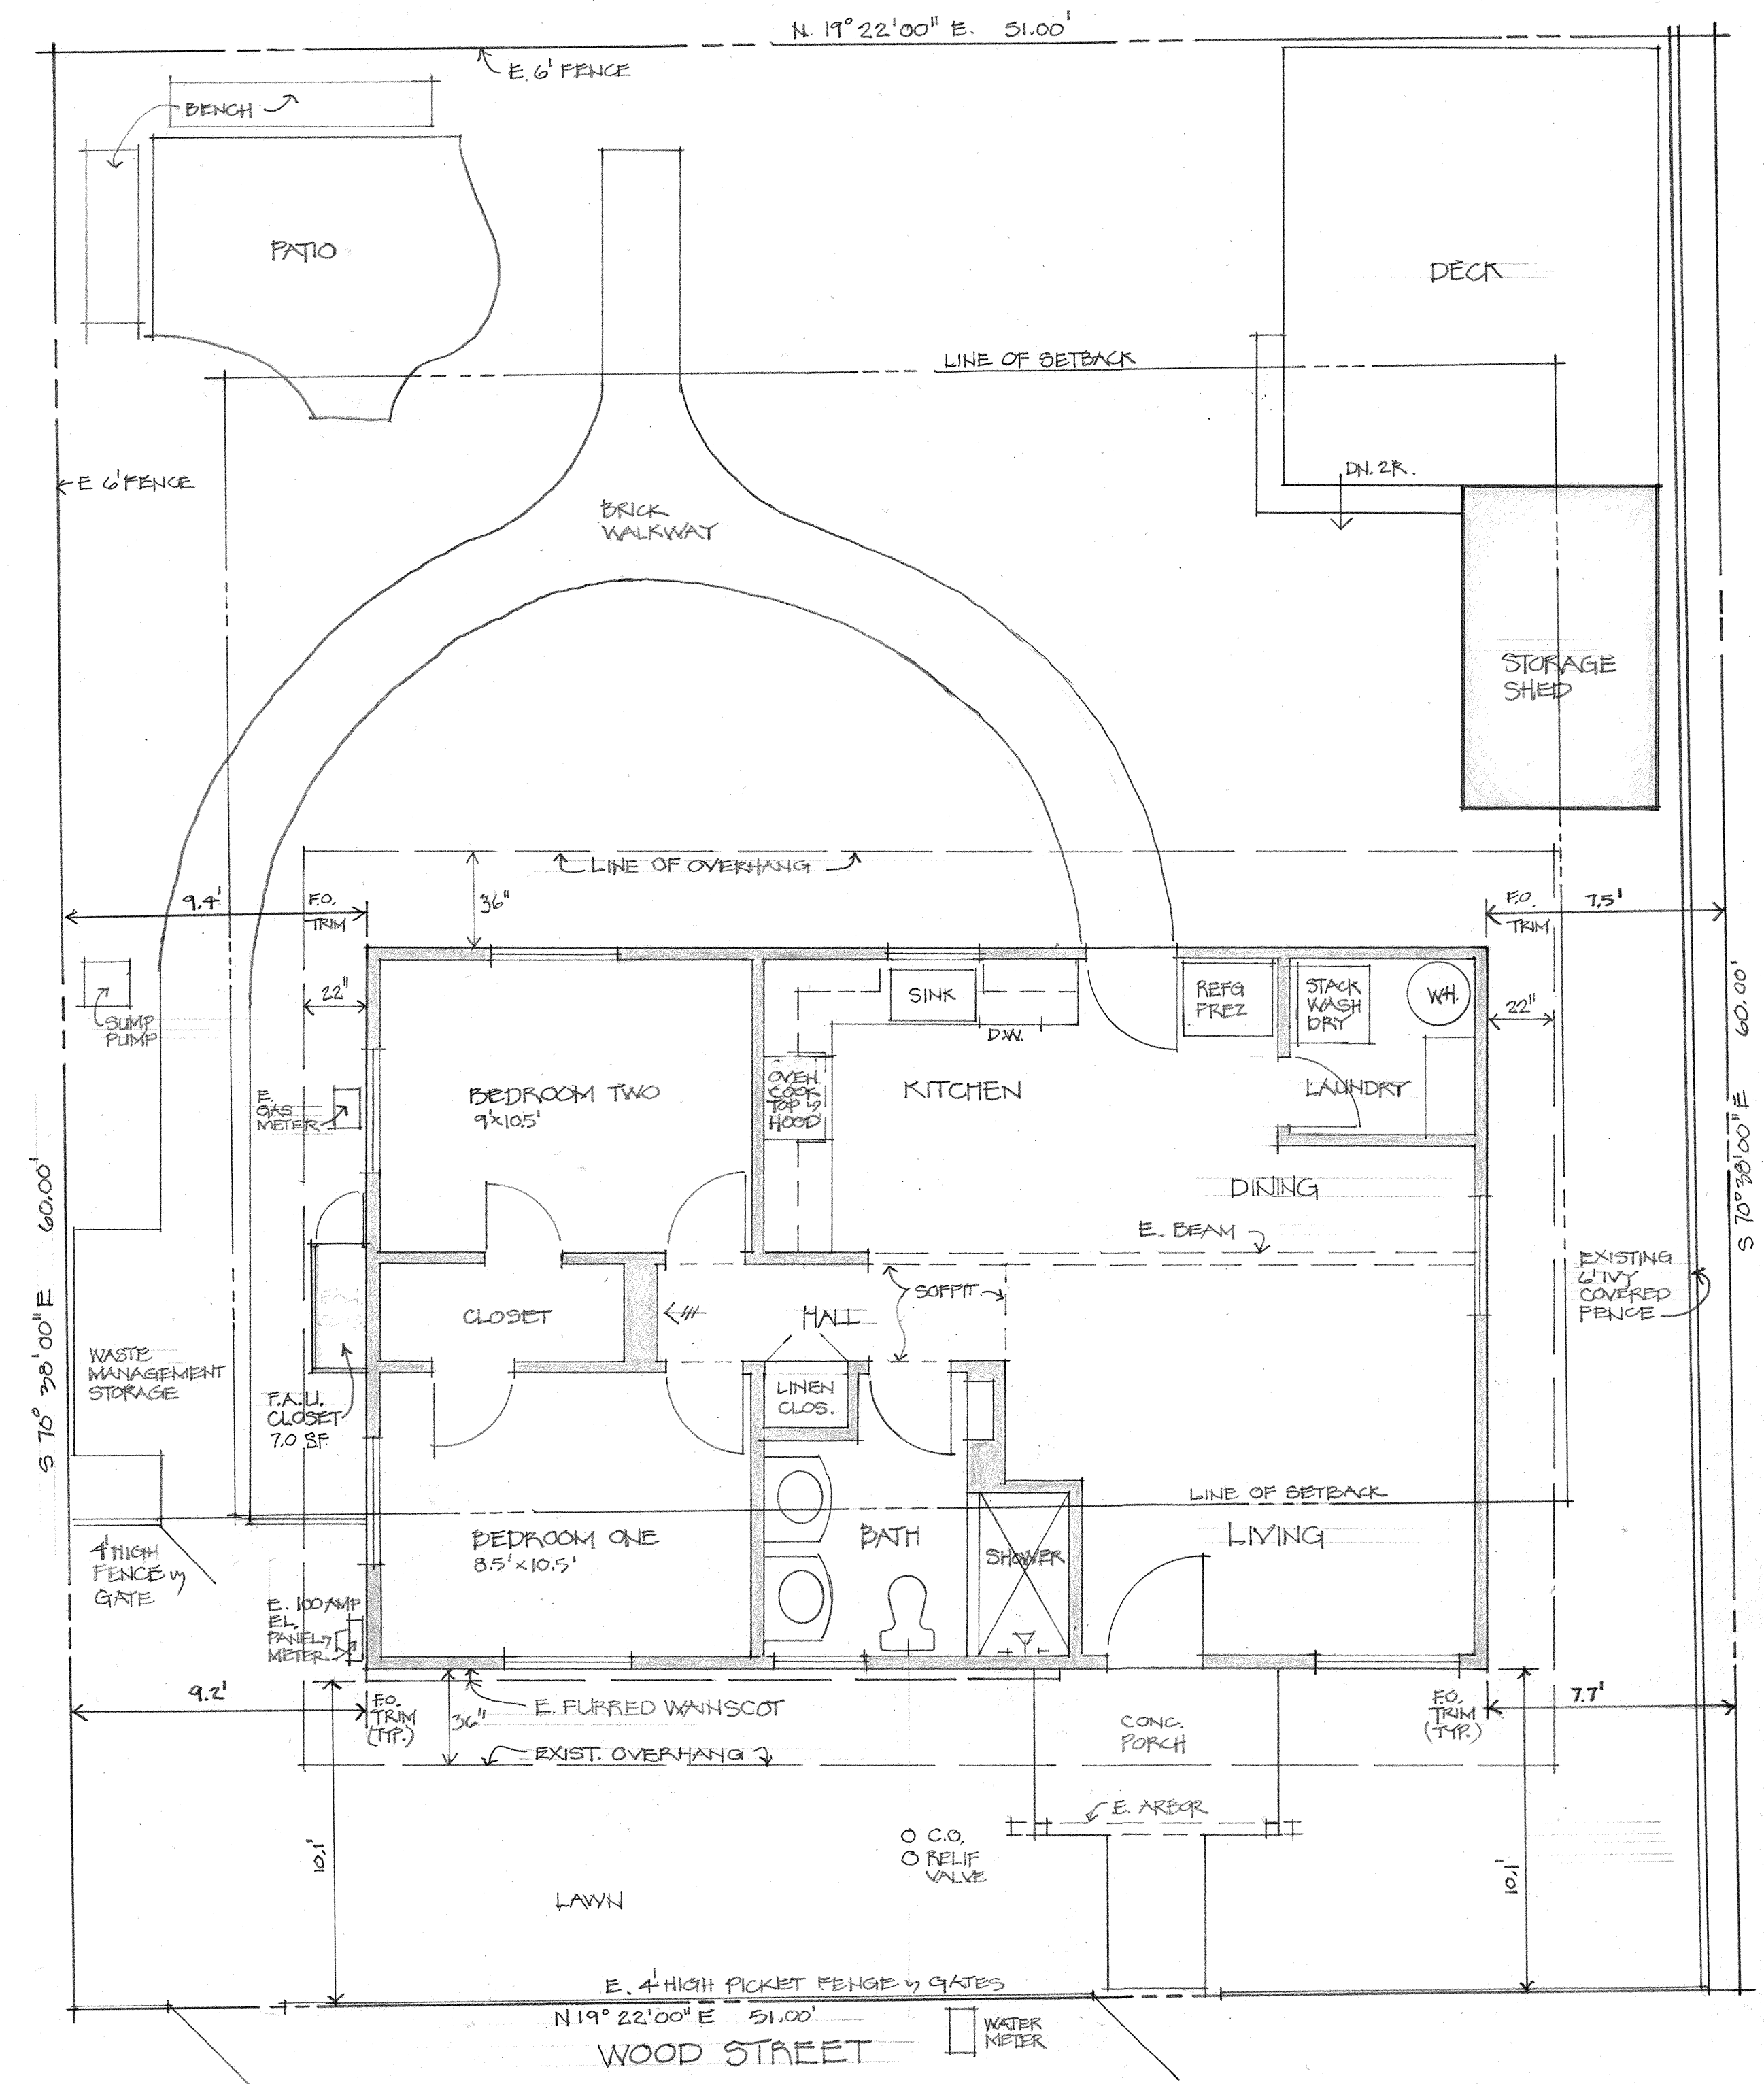 N. 19° 22' 00" E. 51.00'
E. 6' FENCE
BENCH
PATIO
DECK
LINE OF SETBACK
DN. 2R.
E 6' FENCE
BRICK
WALKWAY
STORAGE
SHED
LINE OF OVERHANG
36"
9.4'
F.O.
TRIM
F.O.
TRIM
7.5'
22"
SUMP
PUMP
SINK
D.W.
REFG
FREZ
STACK
WASH
DRY
W.H.
22"
E.
GAS
METER
BEDROOM TWO
9'x10.5'
OVEN
COOK
TOP w/
HOOD
KITCHEN
LAUNDRY
DINING
E. BEAM
S 70° 38' 00" E 60.00'
S 70° 38' 00" E 60.00'
SOFFIT
CLOSET
HALL
EXISTING
6' IVY
COVERED
FENCE
WASTE
MANAGEMENT
STORAGE
F.A.U.
CLOSET
7.0 SF
LINEN
CLOS.
LINE OF SETBACK
BEDROOM ONE
8.5' x 10.5'
BATH
SHOWER
LIVING
4' HIGH
FENCE w/
GATE
E. 100 AMP
EL.
PANEL w/
METER
9.2'
F.O.
TRIM
(TYP.)
36"
E. FURRED WAINSCOT
EXIST. OVERHANG
CONC.
PORCH
F.O.
TRIM
(TYP.)
7.7'
E. ARBOR
C.O.
RELIF
VALVE
10.1'
10.1'
LAWN
E. 4' HIGH PICKET FENGE w/ GATES
N 19° 22' 00" E 51.00'
WATER
METER
WOOD STREET